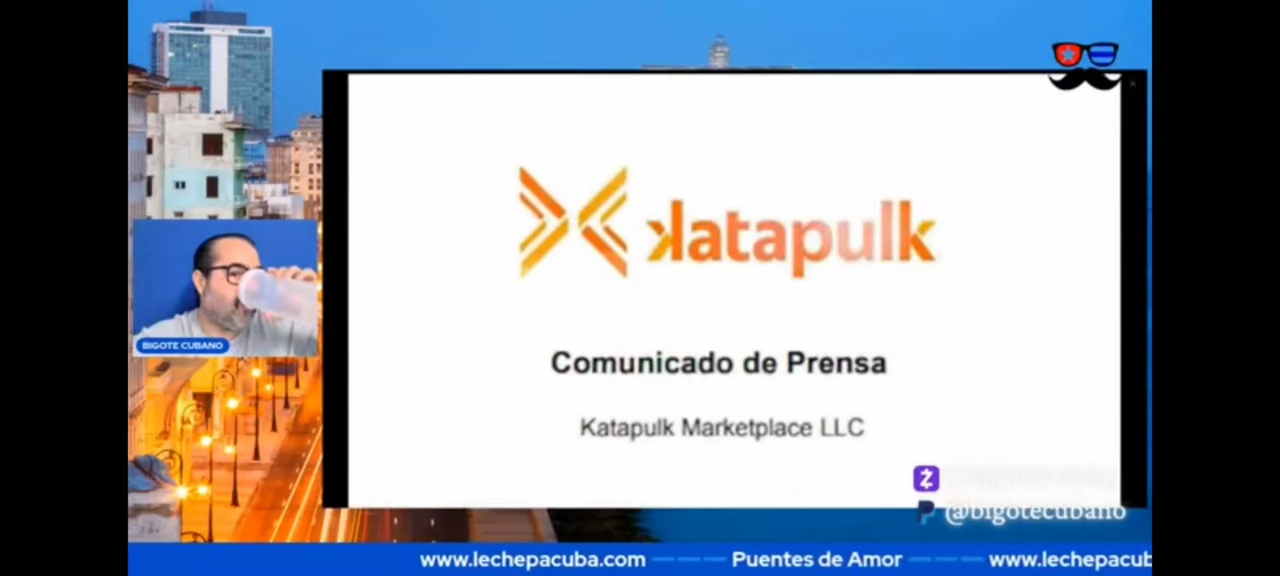 katapulk
Comunicado de Prensa
Katapulk Marketplace LLC
BIGOTE CUBANO
@bigotecubano
www.lechepacuba.com — — — Puentes de Amor — — — www.lechepacub